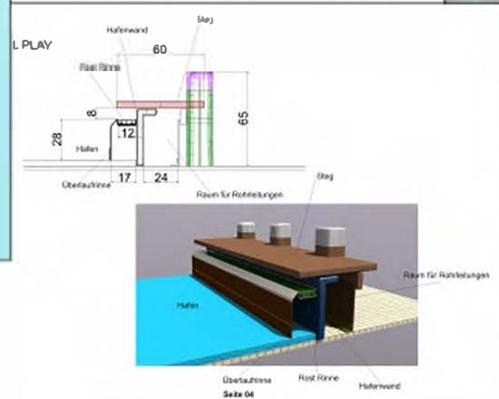 Steg
Hafenwand
60
L PLAY
Rost Rinne
8
28
12
65
Hafen
17
24
Überlaufrinne
Raum für Rohrleitungen
Steg
Raum für Rohrleitungen
Hafen
Überlaufrinne
Rost Rinne
Hafenwand
Seite 04